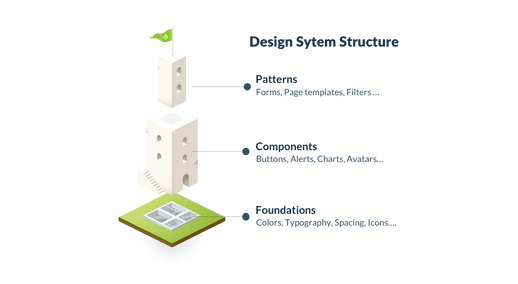 Design Sytem Structure
Patterns
Forms, Page templates, Filters ...
Components
Buttons, Alerts, Charts, Avatars...
Foundations
Colors, Typography, Spacing, Icons....